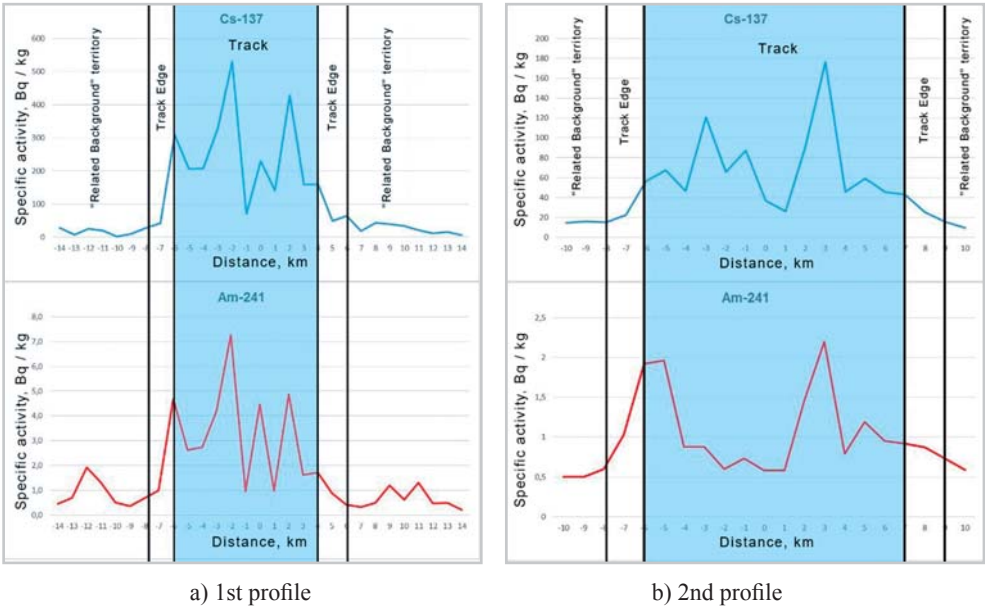 Cs-137
Track
Specific activity, Bq / kg
600
500
400
300
200
100
0
"Related Background" territory
Track Edge
Track Edge
"Related Background" territory
-14 -13 -12 -11 -10 -9 -8 -7 -6 -5 -4 -3 -2 -1 0 1 2 3 4 5 6 7 8 9 10 11 12 13 14
Distance, km
Am-241
Specific activity, Bq / kg
8,0
7,0
6,0
5,0
4,0
3,0
2,0
1,0
0,0
-14 -13 -12 -11 -10 -9 -8 -7 -6 -5 -4 -3 -2 -1 0 1 2 3 4 5 6 7 8 9 10 11 12 13 14
Distance, km
a) 1st profile
Cs-137
Track
Specific activity, Bq / kg
200
180
160
140
120
100
80
60
40
20
0
"Related Background" territory
Track Edge
Track Edge
"Related Background" territory
-10 -9 -8 -7 -6 -5 -4 -3 -2 -1 0 1 2 3 4 5 6 7 8 9 10
Distance, km
Am-241
Specific activity, Bq / kg
2,5
2
1,5
1
0,5
0
-10 -9 -8 -7 -6 -5 -4 -3 -2 -1 0 1 2 3 4 5 6 7 8 9 10
Distance, km
b) 2nd profile